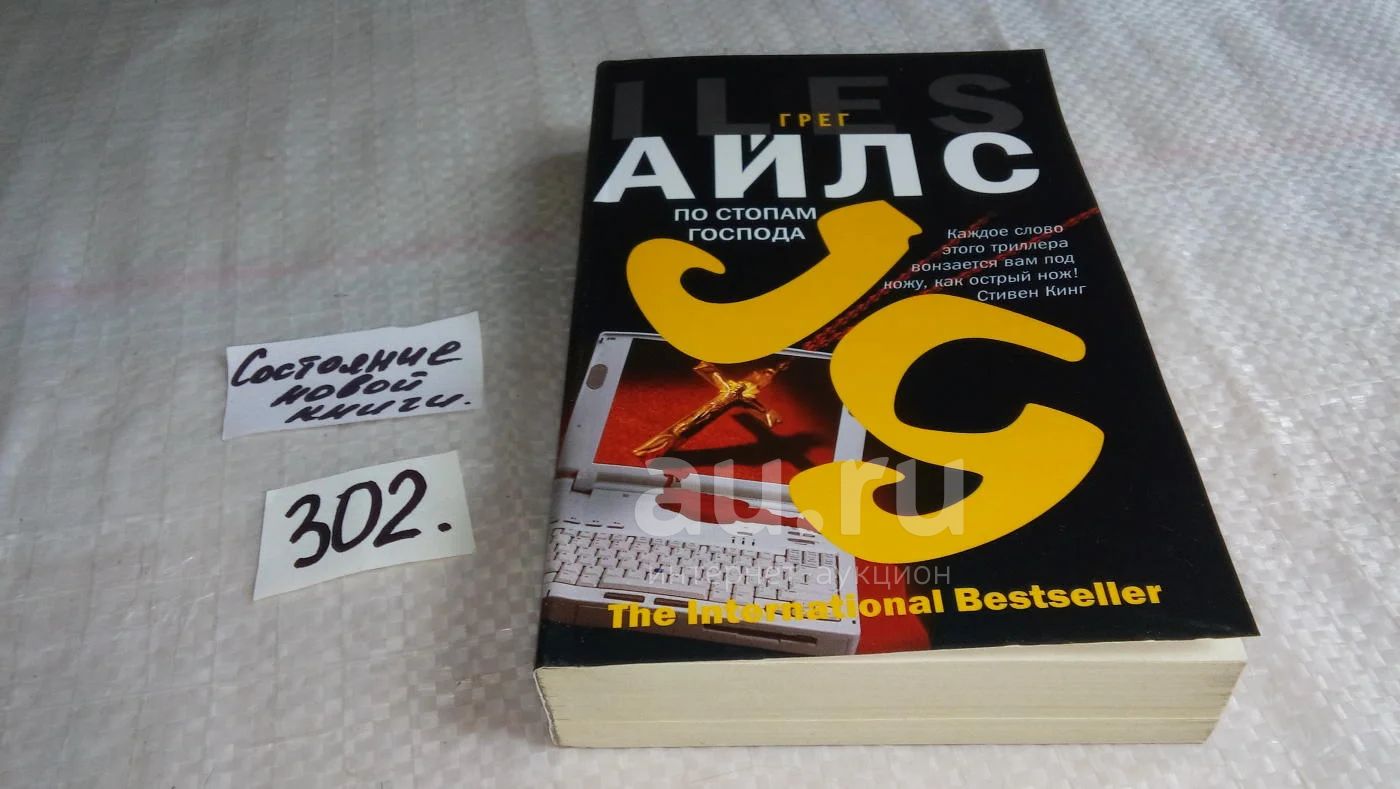 ILES
ГРЕГ
АЙЛС
ПО СТОПАМ
ГОСПОДА
Каждое слово
этого триллера
вонзается вам под
кожу, как острый нож!
Стивен Кинг
The International Bestseller
Состояние
новой
книги.
302.
au.ru
интернет-аукцион